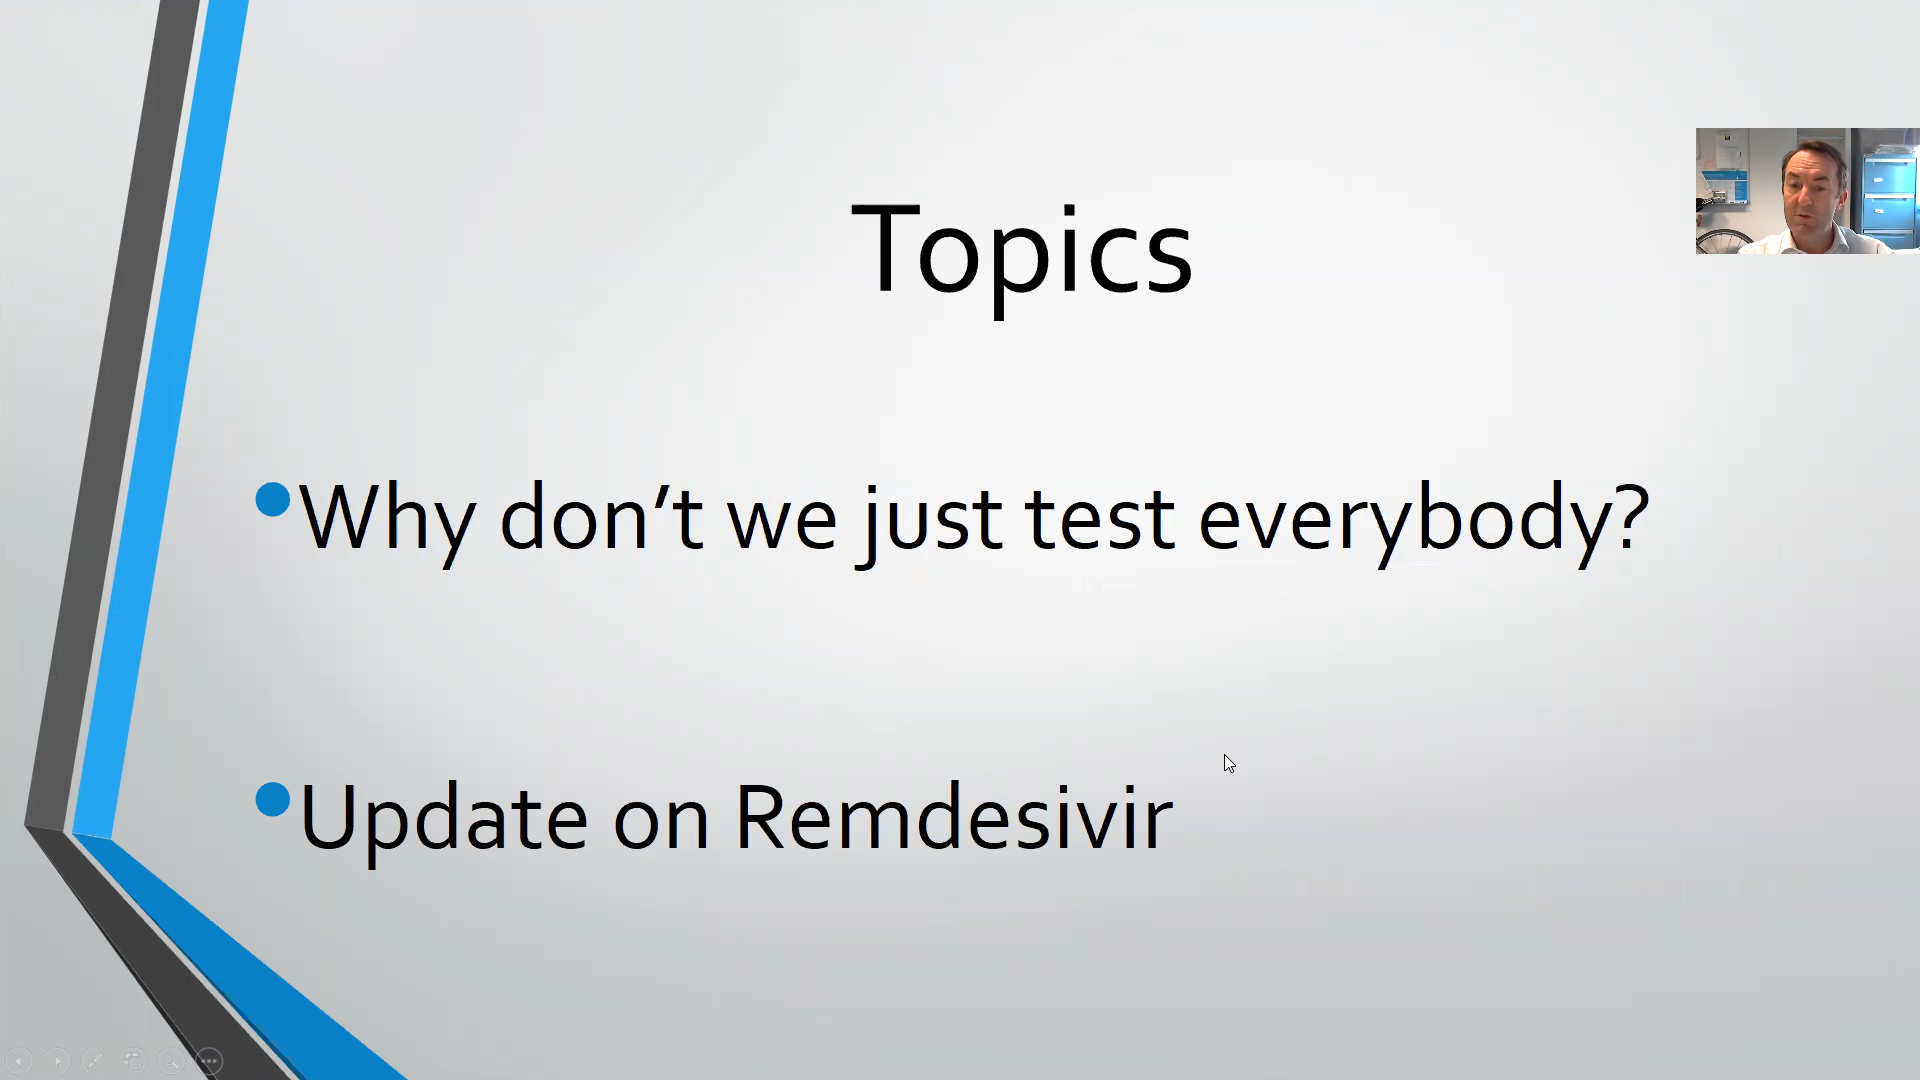 Topics
•Why don’t we just test everybody?
•Update on Remdesivir